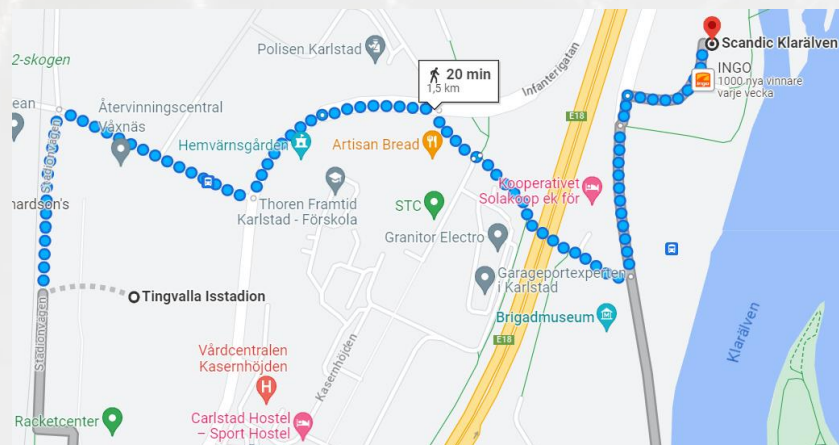 Polisen Karlstad
2-skogen
20 min
1,5 km
Infanterigatan
Scandic Klarälven
INGO
1000 nya vinnare
varje vecka
Återvinningscentral
Våxnäs
Stadionvägen
Hemvärnsgården
Artisan Bread
E18
Kooperativet
Solakoop ek för
Thoren Framtid
Karlstad - Förskola
STC
Granitor Electro
Garageportexperten
i Karlstad
Tingvalla Isstadion
Brigadmuseum
Klarälven
Stadionvägen
E18
Vårdcentralen
Kasernhöjden
Kasernhöjden
H
Racketcenter
Carlstad Hostel
– Sport Hostel